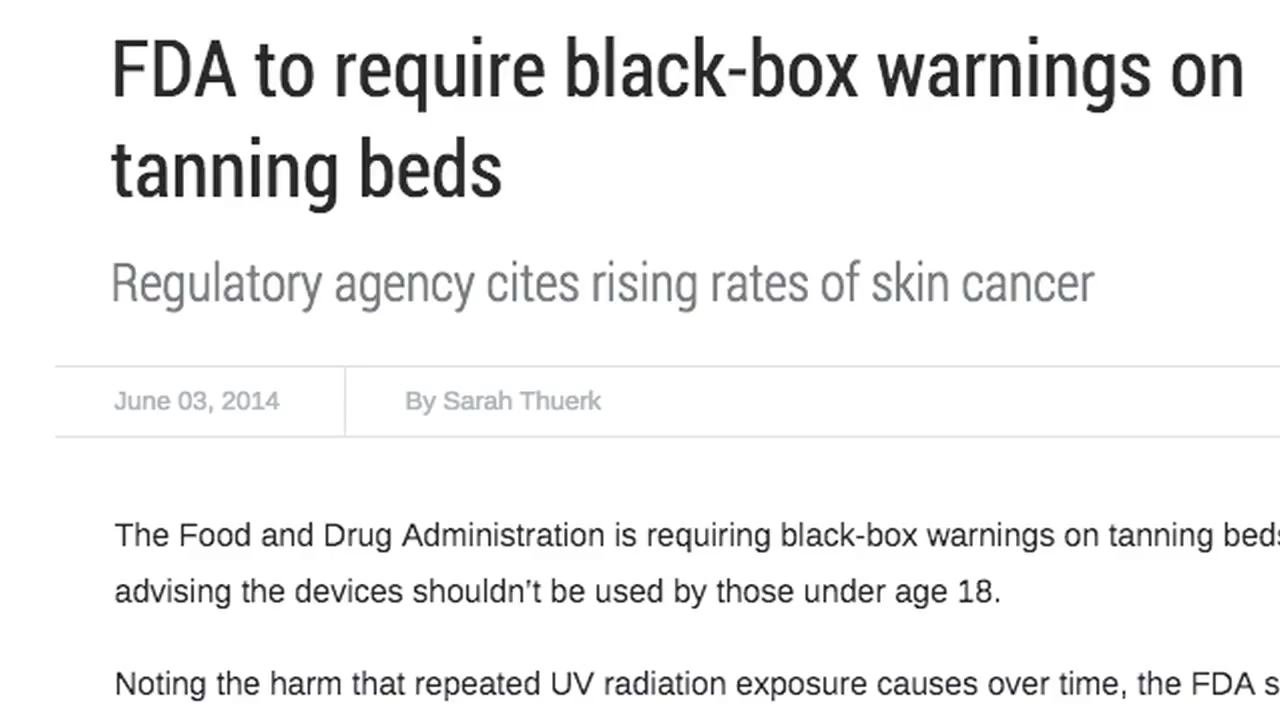 FDA to require black-box warnings on
tanning beds
Regulatory agency cites rising rates of skin cancer
June 03, 2014 By Sarah Thuerk
The Food and Drug Administration is requiring black-box warnings on tanning beds
advising the devices shouldn’t be used by those under age 18.
Noting the harm that repeated UV radiation exposure causes over time, the FDA